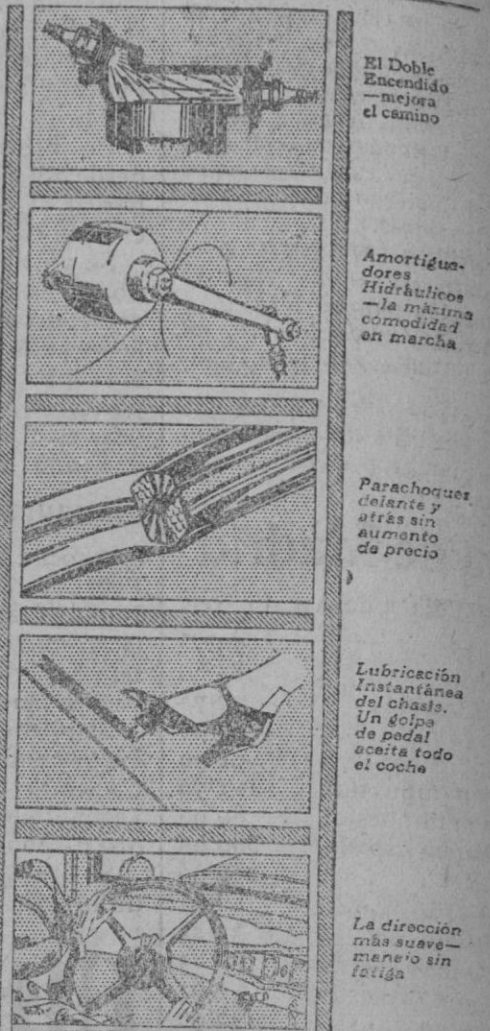 El Doble
Encendido
—mejora
el camino
Amortigua-
dores
Hidráulicos
—la máxima
comodidad
en marcha
Parachoques
delante y
atrás sin
aumento
de precio
Lubricación
Instantánea
del chasis.
Un golpe
de pedal
aceita todo
el coche
La dirección
más suave—
manejo sin
fatiga